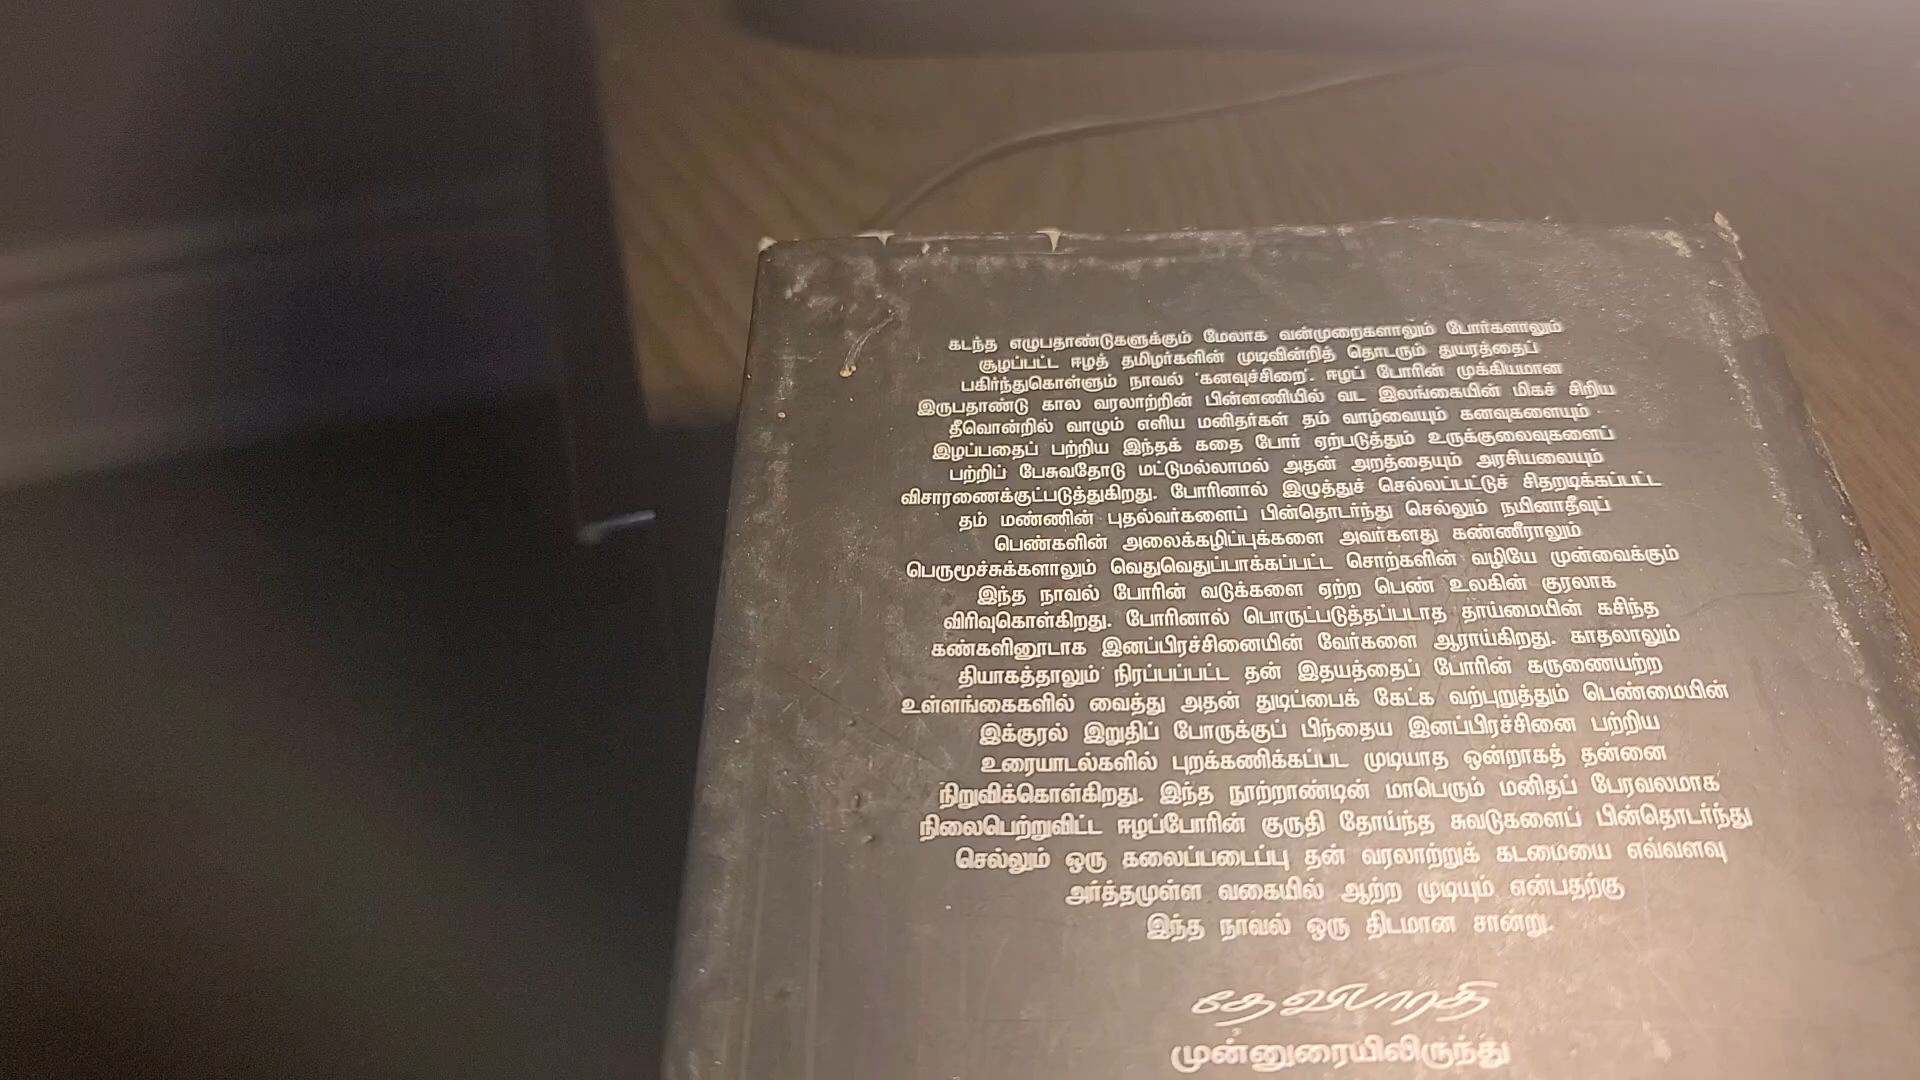 கடந்த எழுபதாண்டுகளுக்கும் மேலாக வன்முறைகளாலும் போர்களாலும்
சூழப்பட்ட ஈழத் தமிழர்களின் முடிவின்றித் தொடரும் துயரத்தைப்
பகிர்ந்துகொள்ளும் நாவல் 'கனவுச்சிறை'. ஈழப் போரின் முக்கியமான
இருபதாண்டு கால வரலாற்றின் பின்னணியில் வட இலங்கையின் மிகச் சிறிய
தீவொன்றில் வாழும் எளிய மனிதர்கள் தம் வாழ்வையும் கனவுகளையும்
இழப்பதைப் பற்றிய இந்தக் கதை போர் ஏற்படுத்தும் உருக்குலைவுகளைப்
பற்றிப் பேசுவதோடு மட்டுமல்லாமல் அதன் அறத்தையும் அரசியலையும்
விசாரணைக்குட்படுத்துகிறது. போரினால் இழுத்துச் செல்லப்பட்டுச் சிதறடிக்கப்பட்ட
தம் மண்ணின் புதல்வர்களைப் பின்தொடர்ந்து செல்லும் நயினாதீவுப்
பெண்களின் அலைக்கழிப்புக்களை அவர்களது கண்ணீராலும்
பெருமூச்சுக்களாலும் வெதுவெதுப்பாக்கப்பட்ட சொற்களின் வழியே முன்வைக்கும்
இந்த நாவல் போரின் வடுக்களை ஏற்ற பெண் உலகின் குரலாக
விரிவுகொள்கிறது. போரினால் பொருட்படுத்தப்படாத தாய்மையின் கசிந்த
கண்களினூடாக இனப்பிரச்சினையின் வேர்களை ஆராய்கிறது. காதலாலும்
தியாகத்தாலும் நிரப்பப்பட்ட தன் இதயத்தைப் போரின் கருணையற்ற
உள்ளங்கைகளில் வைத்து அதன் துடிப்பைக் கேட்க வற்புறுத்தும் பெண்மையின்
இக்குரல் இறுதிப் போருக்குப் பிந்தைய இனப்பிரச்சினை பற்றிய
உரையாடல்களில் புறக்கணிக்கப்பட முடியாத ஒன்றாகத் தன்னை
நிறுவிக்கொள்கிறது. இந்த நூற்றாண்டின் மாபெரும் மனிதப் பேரவலமாக
நிலைபெற்றுவிட்ட ஈழப்போரின் குருதி தோய்ந்த சுவடுகளைப் பின்தொடர்ந்து
செல்லும் ஒரு கலைப்படைப்பு தன் வரலாற்றுக் கடமையை எவ்வளவு
அர்த்தமுள்ள வகையில் ஆற்ற முடியும் என்பதற்கு
இந்த நாவல் ஒரு திடமான சான்று.
தேவிபாரதி
முன்னுரையிலிருந்து